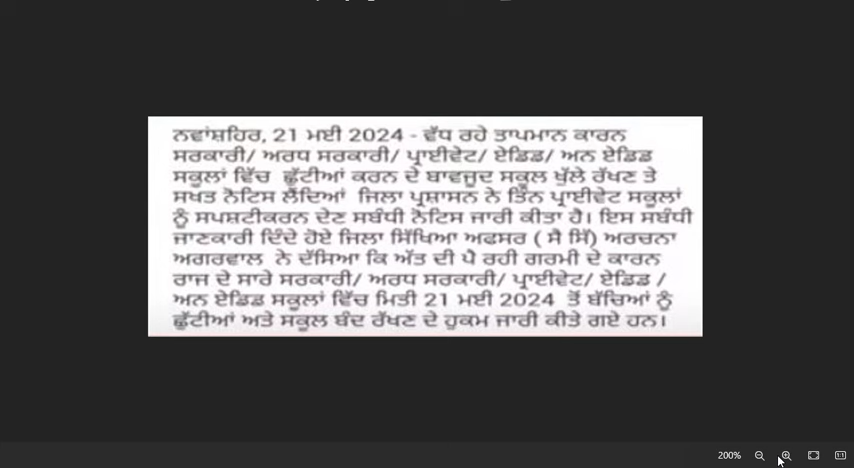 ਨਵਾਂਸ਼ਹਿਰ, 21 ਮਈ 2024 - ਵੱਧ ਰਹੇ ਤਾਪਮਾਨ ਕਾਰਨ
ਸਰਕਾਰੀ/ ਅਰਧ ਸਰਕਾਰੀ/ ਪ੍ਰਾਈਵੇਟ/ ਏਡਿਡ/ ਅਨ ਏਡਿਡ
ਸਕੂਲਾਂ ਵਿੱਚ ਛੁੱਟੀਆਂ ਕਰਨ ਦੇ ਬਾਵਜੂਦ ਸਕੂਲ ਖੁੱਲੇ ਰੱਖਣ ਤੇ
ਸਖਤ ਨੋਟਿਸ ਲੈਂਦਿਆਂ ਜਿਲਾ ਪ੍ਰਸ਼ਾਸਨ ਨੇ ਤਿੰਨ ਪ੍ਰਾਈਵੇਟ ਸਕੂਲਾਂ
ਨੂੰ ਸਪਸ਼ਟੀਕਰਨ ਦੇਣ ਸਬੰਧੀ ਨੋਟਿਸ ਜਾਰੀ ਕੀਤਾ ਹੈ। ਇਸ ਸਬੰਧੀ
ਜਾਣਕਾਰੀ ਦਿੰਦੇ ਹੋਏ ਜਿਲਾ ਸਿੱਖਿਆ ਅਫਸਰ ( ਸੈ ਸਿੱ) ਅਰਚਨਾ
ਅਗਰਵਾਲ ਨੇ ਦੱਸਿਆ ਕਿ ਅੱਤ ਦੀ ਪੈ ਰਹੀ ਗਰਮੀ ਦੇ ਕਾਰਨ
ਰਾਜ ਦੇ ਸਾਰੇ ਸਰਕਾਰੀ/ ਅਰਧ ਸਰਕਾਰੀ/ ਪ੍ਰਾਈਵੇਟ/ ਏਡਿਡ /
ਅਨ ਏਡਿਡ ਸਕੂਲਾਂ ਵਿੱਚ ਮਿਤੀ 21 ਮਈ 2024 ਤੋਂ ਬੱਚਿਆਂ ਨੂੰ
ਛੁੱਟੀਆਂ ਅਤੇ ਸਕੂਲ ਬੰਦ ਰੱਖਣ ਦੇ ਹੁਕਮ ਜਾਰੀ ਕੀਤੇ ਗਏ ਹਨ।
200%